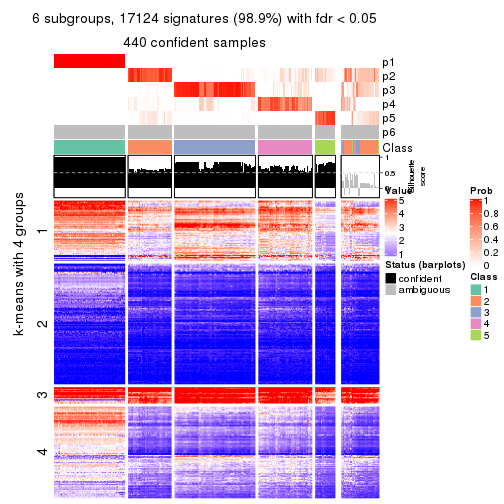 6 subgroups, 17124 signatures (98.9%) with fdr < 0.05
440 confident samples
p1
p2
p3
p4
p5
p6
Class
1
0.5
0
Silhouette
score
k-means with 4 groups
1
2
3
4
Value
5
4
3
2
1
Status (barplots)
confident
ambiguous
Prob
1
0.8
0.6
0.4
0.2
0
Class
1
2
3
4
5